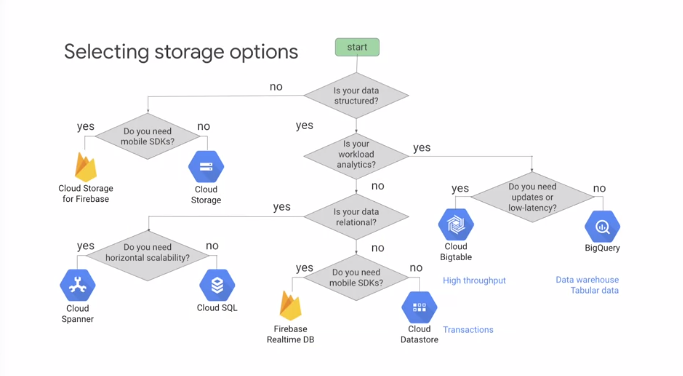 Selecting storage options
start
Is your data
structured?
no
yes
Do you need
mobile SDKs?
yes
no
Cloud Storage
for Firebase
Cloud
Storage
Is your
workload
analytics?
yes
no
Do you need
updates or
low-latency?
yes
no
Cloud
Bigtable
BigQuery
High throughput
Data warehouse
Tabular data
Is your data
relational?
yes
no
Do you need
horizontal scalability?
yes
no
Cloud
Spanner
Cloud SQL
Do you need
mobile SDKs?
yes
no
Firebase
Realtime DB
Cloud
Datastore
Transactions